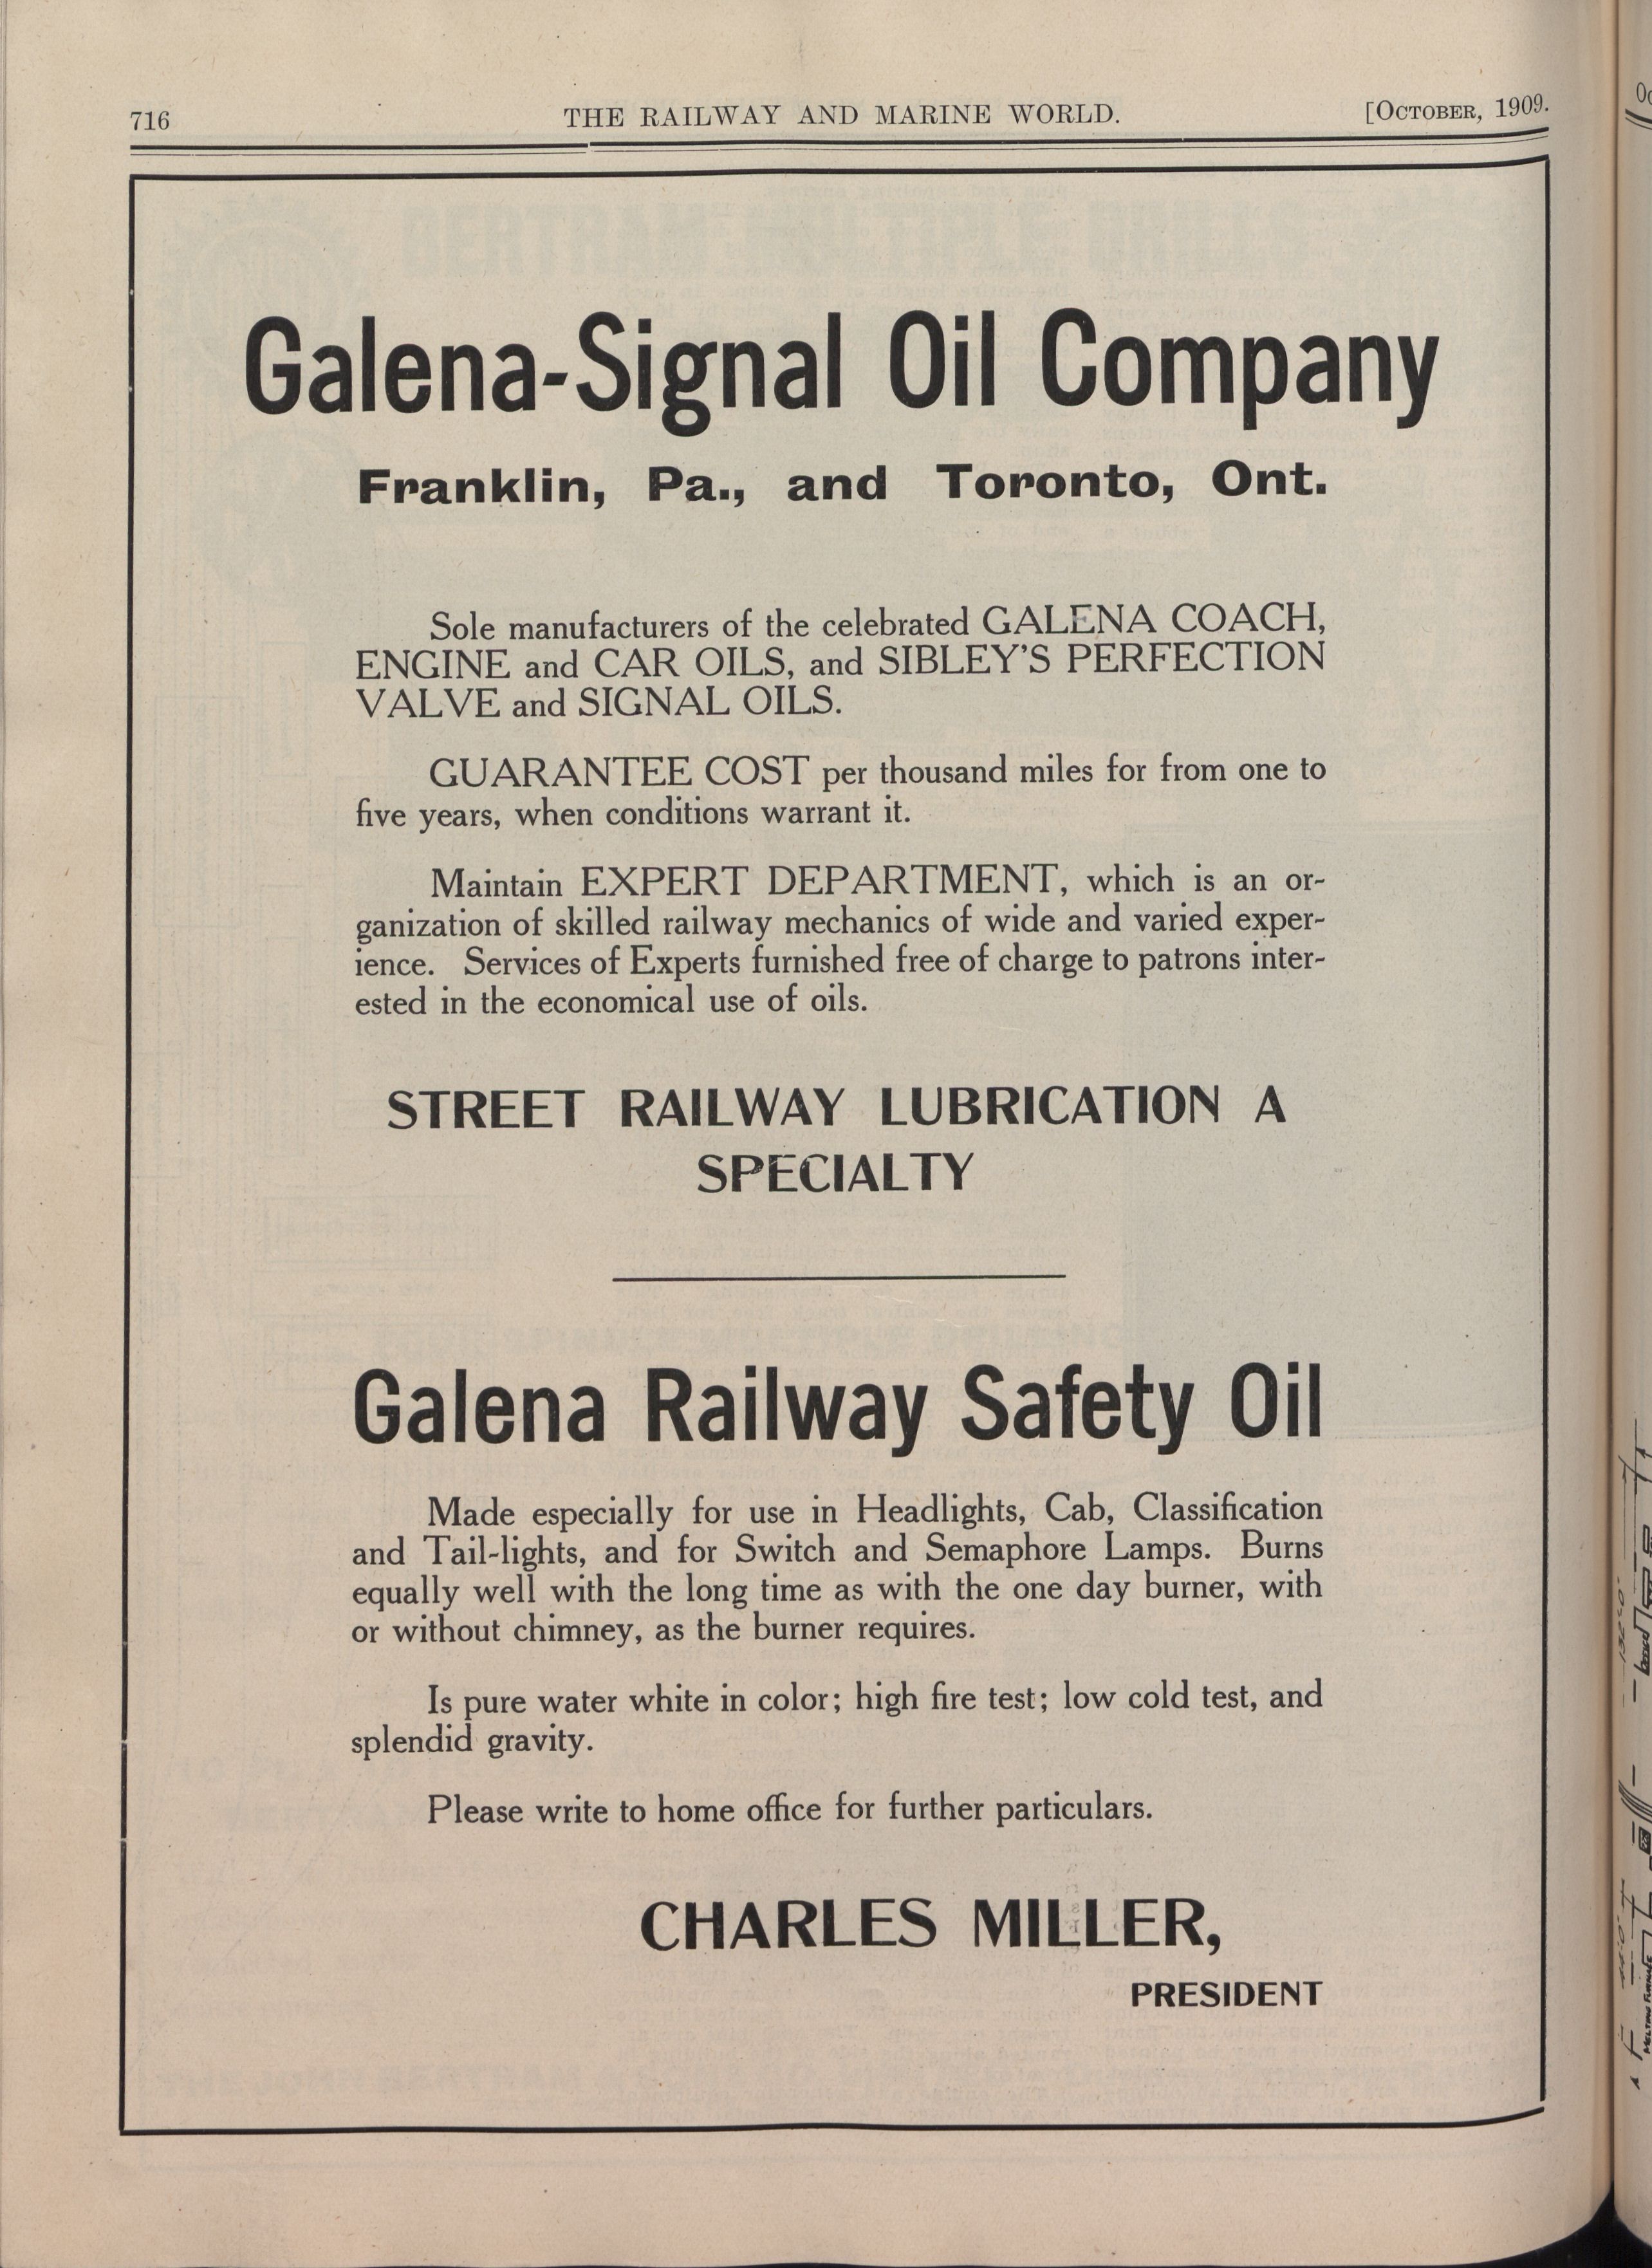 716 THE RAILWAY AND MARINE WORLD. [OCTOBER, 1909.
Galena-Signal Oil Company
Franklin, Pa., and Toronto, Ont.
Sole manufacturers of the celebrated GALENA COACH,
ENGINE and CAR OILS, and SIBLEY'S PERFECTION
VALVE and SIGNAL OILS.
GUARANTEE COST per thousand miles for from one to
five years, when conditions warrant it.
Maintain EXPERT DEPARTMENT, which is an or-
ganization of skilled railway mechanics of wide and varied exper-
ience. Services of Experts furnished free of charge to patrons inter-
ested in the economical use of oils.
STREET RAILWAY LUBRICATION A
SPECIALTY
Galena Railway Safety Oil
Made especially for use in Headlights, Cab, Classification
and Tail-lights, and for Switch and Semaphore Lamps. Burns
equally well with the long time as with the one day burner, with
or without chimney, as the burner requires.
Is pure water white in color; high fire test; low cold test, and
splendid gravity.
Please write to home office for further particulars.
CHARLES MILLER,
PRESIDENT